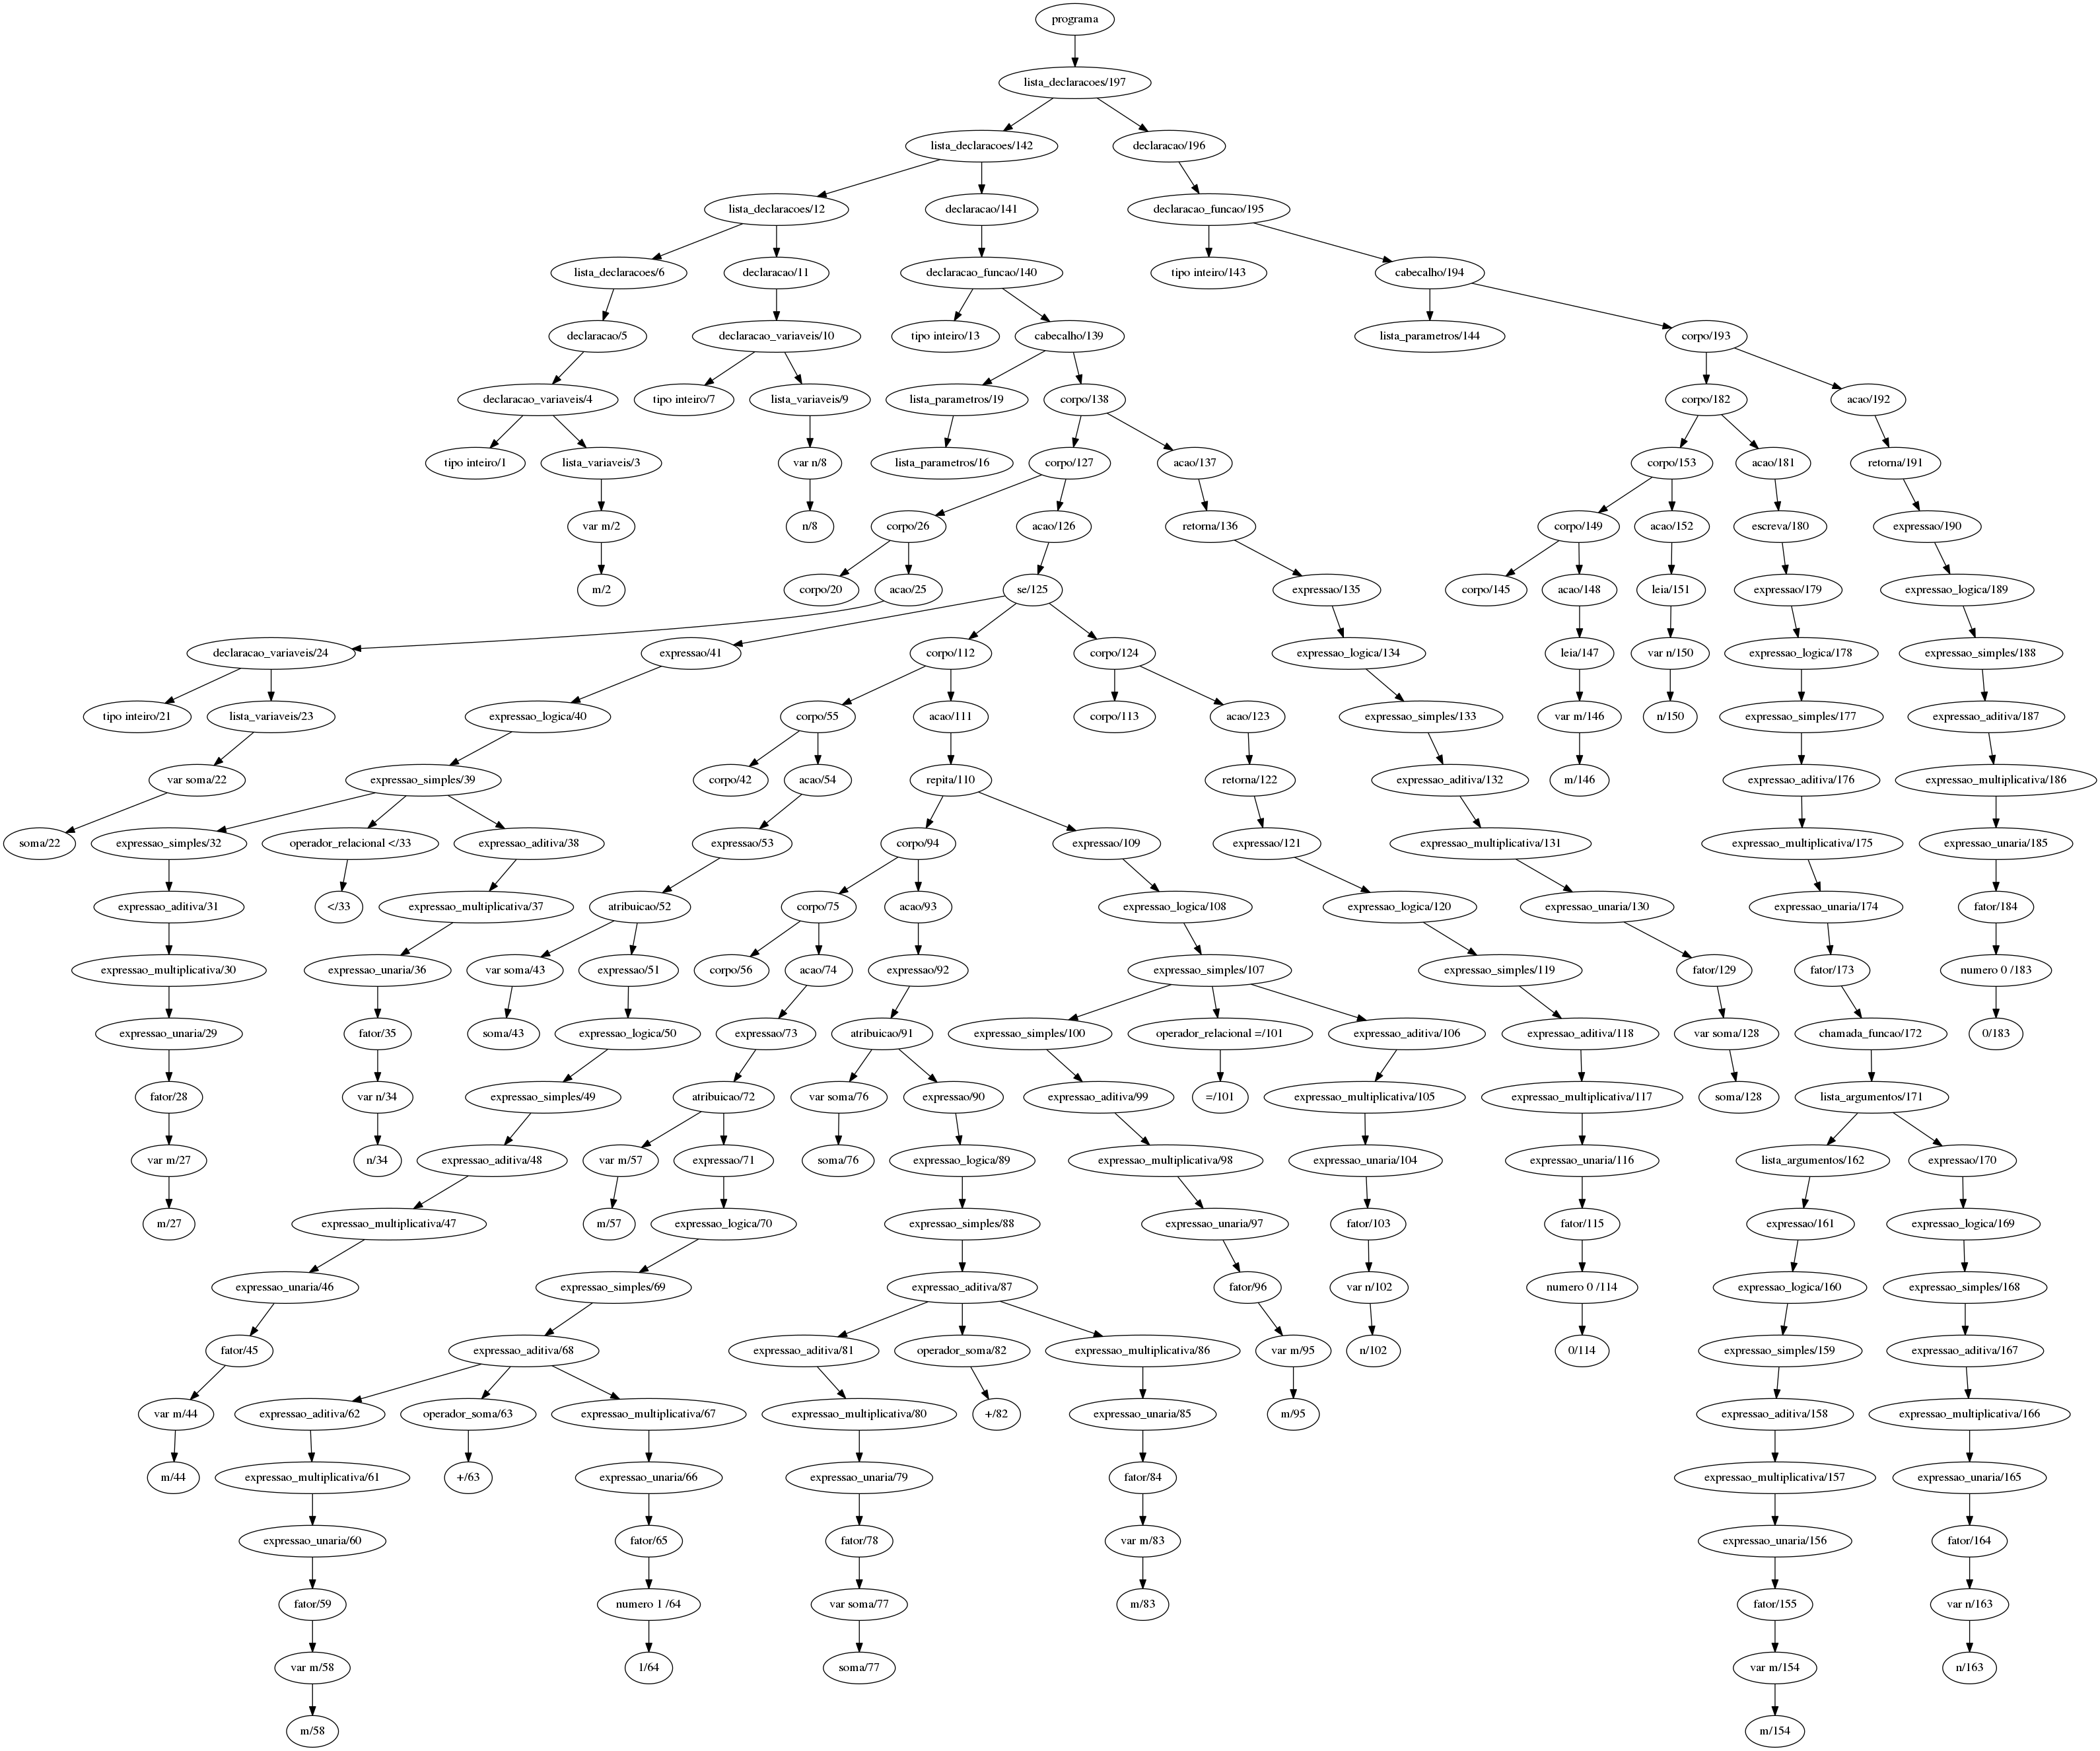 programa
lista_declaracoes/197
lista_declaracoes/142
declaracao/196
lista_declaracoes/12
declaracao/141
declaracao_funcao/195
lista_declaracoes/6
declaracao/11
declaracao_funcao/140
tipo inteiro/143
cabecalho/194
declaracao/5
declaracao_variaveis/10
tipo inteiro/13
cabecalho/139
lista_parametros/144
corpo/193
declaracao_variaveis/4
tipo inteiro/7
lista_variaveis/9
lista_parametros/19
corpo/138
corpo/182
acao/192
tipo inteiro/1
lista_variaveis/3
var n/8
lista_parametros/16
corpo/127
acao/137
corpo/153
acao/181
retorna/191
var m/2
n/8
corpo/26
acao/126
retorna/136
corpo/149
acao/152
escreva/180
expressao/190
m/2
corpo/20
acao/25
se/125
expressao/135
corpo/145
acao/148
leia/151
expressao/179
expressao_logica/189
declaracao_variaveis/24
expressao/41
corpo/112
corpo/124
expressao_logica/134
leia/147
var n/150
expressao_logica/178
expressao_simples/188
tipo inteiro/21
lista_variaveis/23
expressao_logica/40
corpo/55
acao/111
corpo/113
acao/123
expressao_simples/133
var m/146
n/150
expressao_simples/177
expressao_aditiva/187
var soma/22
expressao_simples/39
corpo/42
acao/54
repita/110
retorna/122
expressao_aditiva/132
m/146
expressao_aditiva/176
expressao_multiplicativa/186
soma/22
expressao_simples/32
operador_relacional </33
expressao_aditiva/38
expressao/53
corpo/94
expressao/109
expressao/121
expressao_multiplicativa/131
expressao_multiplicativa/175
expressao_unaria/185
expressao_aditiva/31
</33
expressao_multiplicativa/37
atribuicao/52
corpo/75
acao/93
expressao_logica/108
expressao_logica/120
expressao_unaria/130
expressao_unaria/174
fator/184
expressao_multiplicativa/30
expressao_unaria/36
var soma/43
expressao/51
corpo/56
acao/74
expressao/92
expressao_simples/107
expressao_simples/119
fator/129
fator/173
numero 0 /183
expressao_unaria/29
fator/35
soma/43
expressao_logica/50
expressao/73
atribuicao/91
expressao_simples/100
operador_relacional =/101
expressao_aditiva/106
expressao_aditiva/118
var soma/128
chamada_funcao/172
0/183
fator/28
var n/34
expressao_simples/49
atribuicao/72
var soma/76
expressao/90
expressao_aditiva/99
=/101
expressao_multiplicativa/105
expressao_multiplicativa/117
soma/128
lista_argumentos/171
var m/27
n/34
expressao_aditiva/48
var m/57
expressao/71
soma/76
expressao_logica/89
expressao_multiplicativa/98
expressao_unaria/104
expressao_unaria/116
lista_argumentos/162
expressao/170
m/27
expressao_multiplicativa/47
m/57
expressao_logica/70
expressao_simples/88
expressao_unaria/97
fator/103
fator/115
expressao/161
expressao_logica/169
expressao_unaria/46
expressao_simples/69
expressao_aditiva/87
fator/96
var n/102
numero 0 /114
expressao_logica/160
expressao_simples/168
fator/45
expressao_aditiva/68
expressao_aditiva/81
operador_soma/82
expressao_multiplicativa/86
var m/95
n/102
0/114
expressao_simples/159
expressao_aditiva/167
var m/44
expressao_aditiva/62
operador_soma/63
expressao_multiplicativa/67
expressao_multiplicativa/80
+/82
expressao_unaria/85
m/95
expressao_aditiva/158
expressao_multiplicativa/166
m/44
expressao_multiplicativa/61
+/63
expressao_unaria/66
expressao_unaria/79
fator/84
expressao_multiplicativa/157
expressao_unaria/165
expressao_unaria/60
fator/65
fator/78
var m/83
expressao_unaria/156
fator/164
fator/59
numero 1 /64
var soma/77
m/83
fator/155
var n/163
var m/58
1/64
soma/77
var m/154
n/163
m/58
m/154